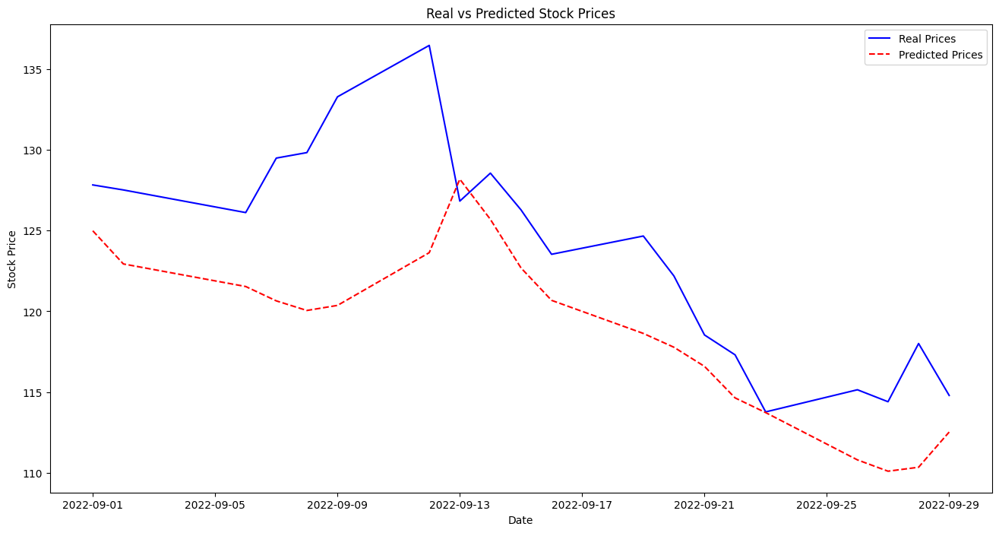 Real vs Predicted Stock Prices
Real Prices
Predicted Prices
Stock Price
135
130
125
120
115
110
2022-09-01 2022-09-05 2022-09-09 2022-09-13 2022-09-17 2022-09-21 2022-09-25 2022-09-29
Date